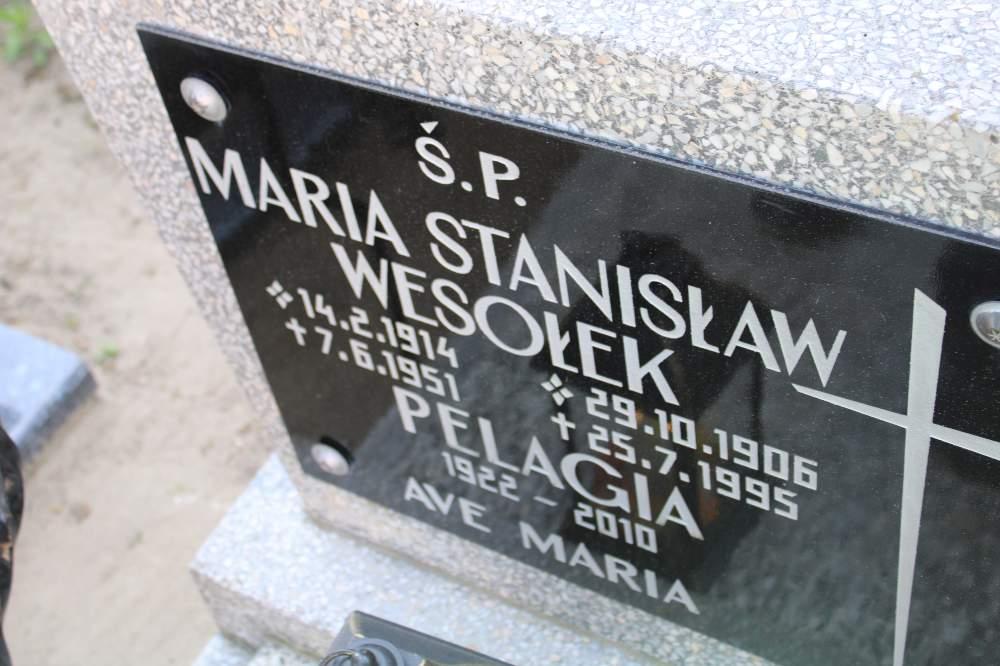 Ś.P.
MARIA STANISŁAW
WESOŁEK
14.2.1914 29.10.1906
7.6.1951 25.7.1995
PELAGIA
1922 - 2010
AVE MARIA